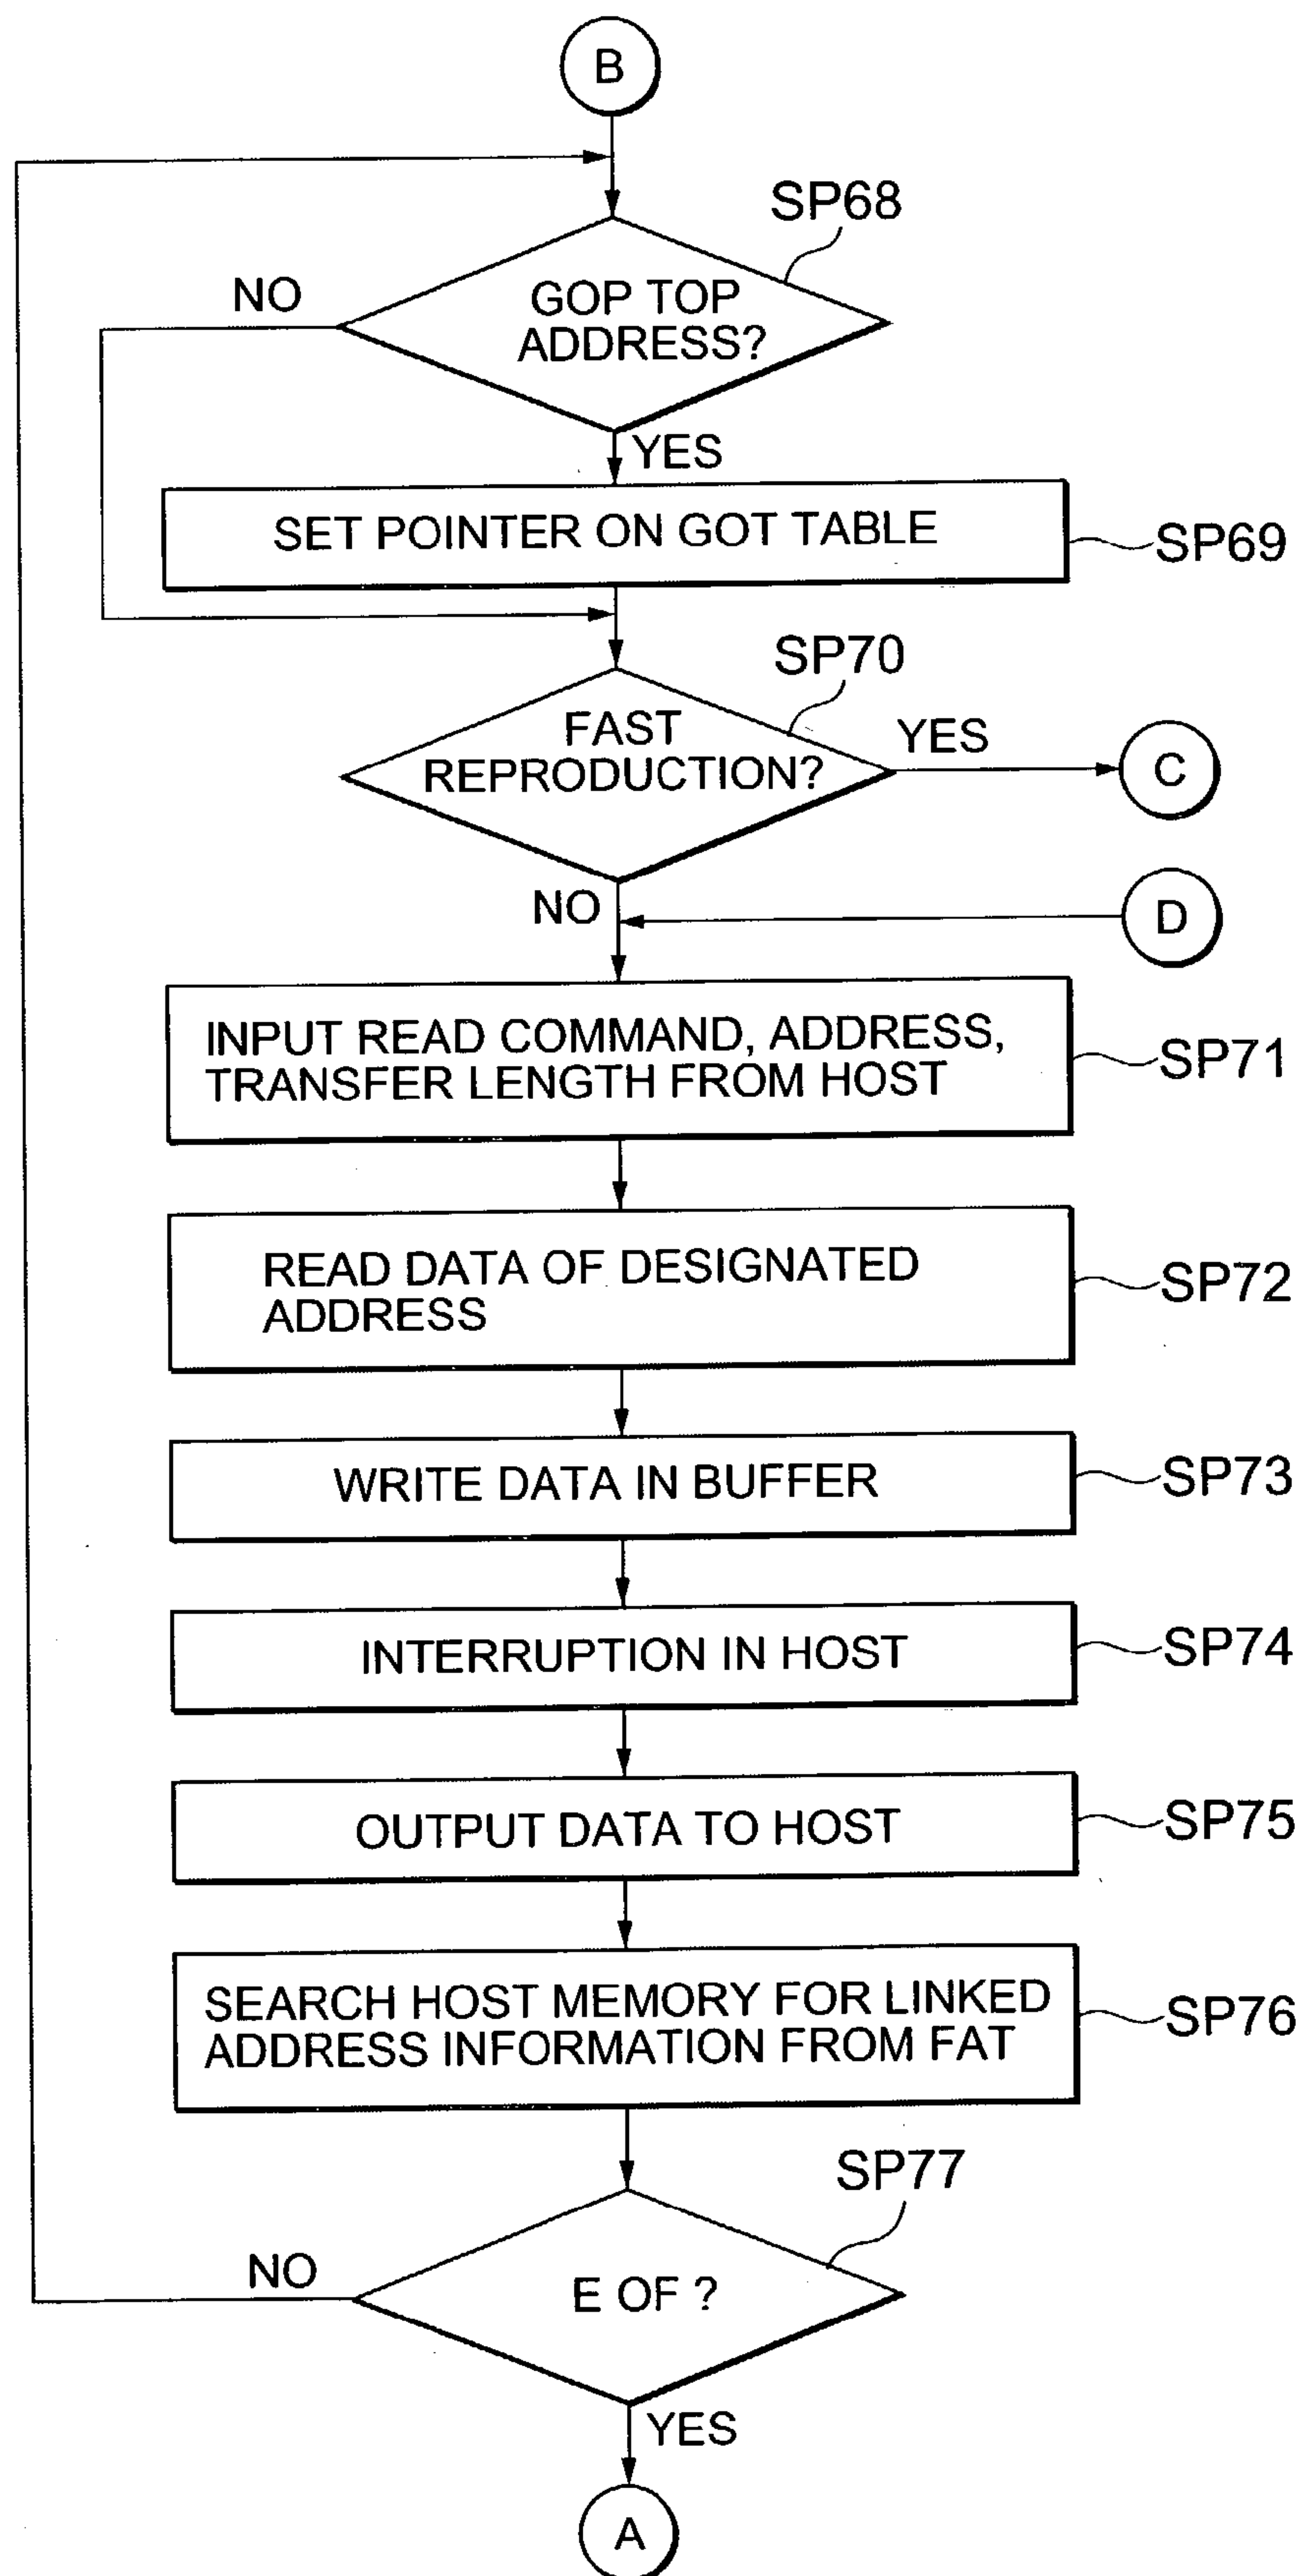 B
SP68
NO
GOP TOP
ADDRESS?
YES
SET POINTER ON GOT TABLE
SP69
SP70
FAST
REPRODUCTION?
YES
C
NO
D
INPUT READ COMMAND, ADDRESS,
TRANSFER LENGTH FROM HOST
SP71
READ DATA OF DESIGNATED
ADDRESS
SP72
WRITE DATA IN BUFFER
SP73
INTERRUPTION IN HOST
SP74
OUTPUT DATA TO HOST
SP75
SEARCH HOST MEMORY FOR LINKED
ADDRESS INFORMATION FROM FAT
SP76
SP77
NO
E OF ?
YES
A